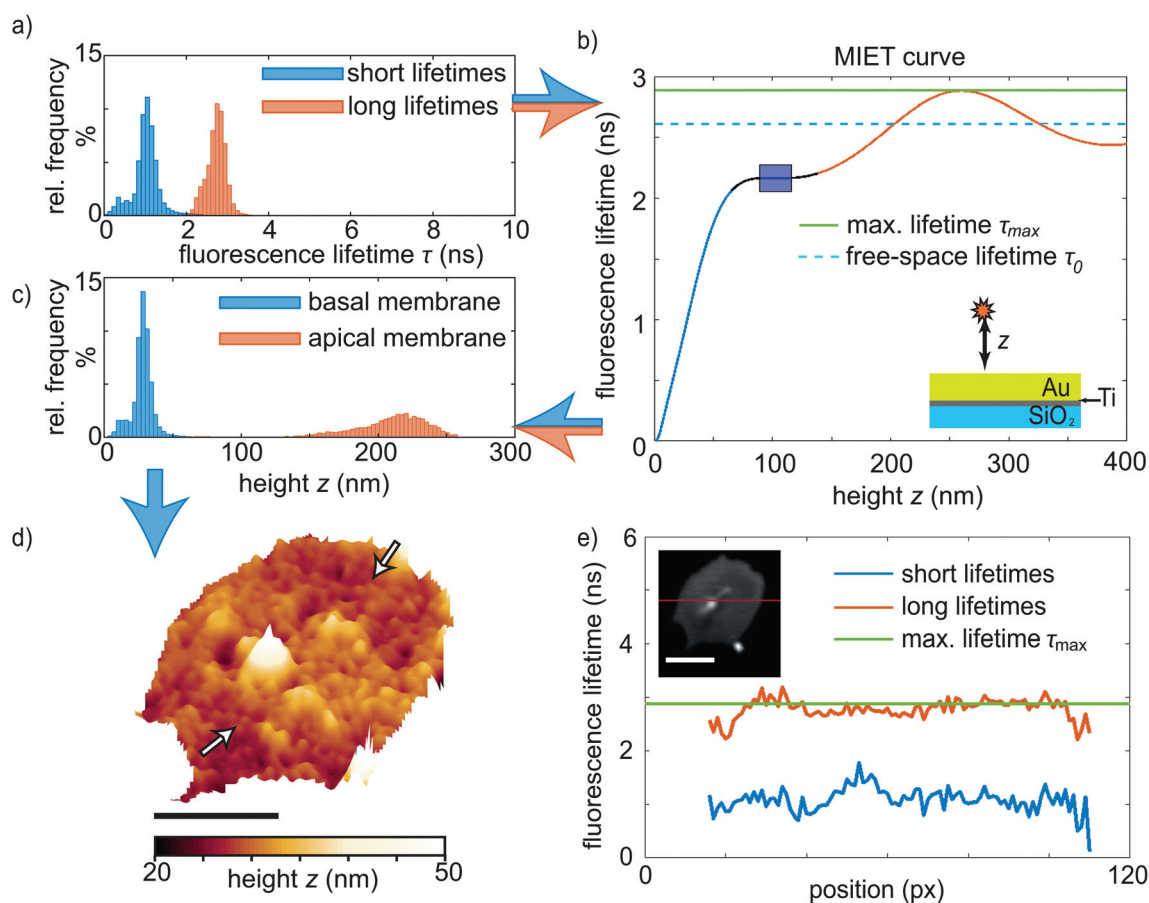 a)
15
rel. frequency
%
0
short lifetimes
long lifetimes
0 2 4 6 8 10
fluorescence lifetime τ (ns)
b)
MIET curve
3
2
1
0
fluorescence lifetime (ns)
max. lifetime τmax
free-space lifetime τ0
z
Au
Ti
SiO2
0 100 200 300 400
height z (nm)
c)
15
rel. frequency
%
0
basal membrane
apical membrane
0 100 200 300
height z (nm)
d)
20 50
height z (nm)
e)
6
4
2
0
fluorescence lifetime (ns)
short lifetimes
long lifetimes
max. lifetime τmax
0 120
position (px)